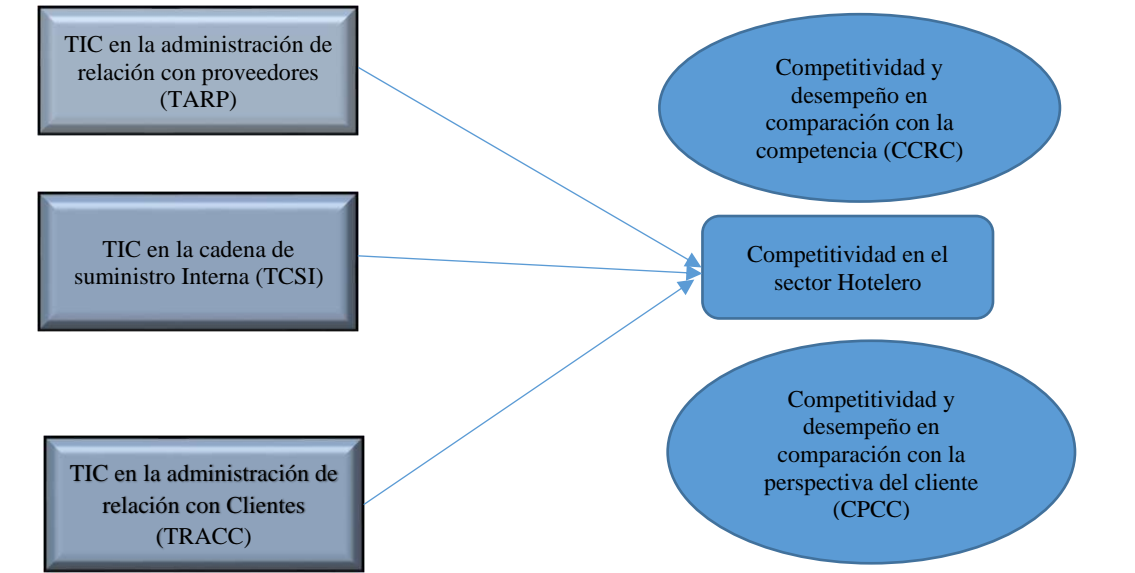 TIC en la administración de
relación con proveedores
(TARP)
TIC en la cadena de
suministro Interna (TCSI)
TIC en la administración de
relación con Clientes
(TRACC)
Competitividad y
desempeño en
comparación con la
competencia (CCRC)
Competitividad en el
sector Hotelero
Competitividad y
desempeño en
comparación con la
perspectiva del cliente
(CPCC)